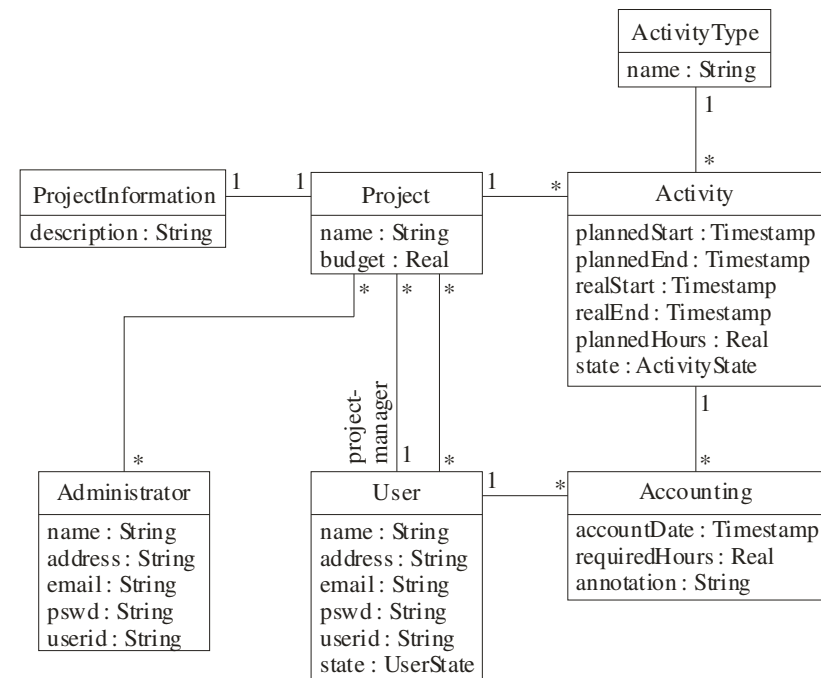 ActivityType
name : String
1
*
ProjectInformation
description : String
1
1
Project
name : String
budget : Real
1
*
Activity
plannedStart : Timestamp
plannedEnd : Timestamp
realStart : Timestamp
realEnd : Timestamp
plannedHours : Real
state : ActivityState
*
*
*
project-
manager
1
*
*
1
*
Administrator
name : String
address : String
email : String
pswd : String
userid : String
User
name : String
address : String
email : String
pswd : String
userid : String
state : UserState
1
*
Accounting
accountDate : Timestamp
requiredHours : Real
annotation : String